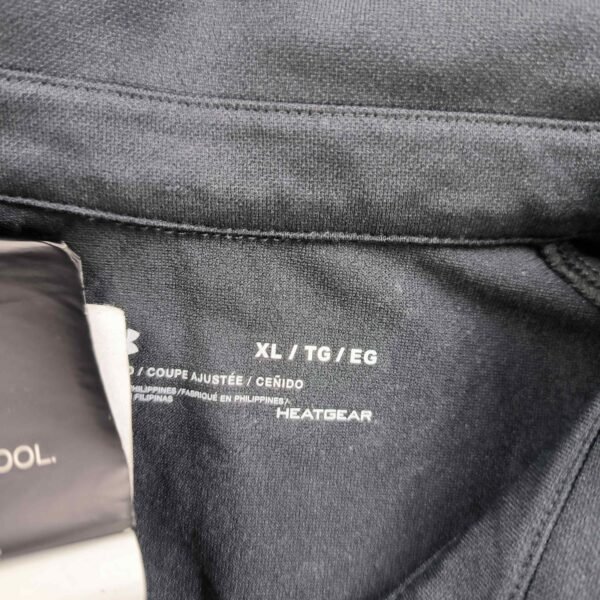 XL / TG / EG
/ COUPE AJUSTÉE / CEÑIDO
PHILIPPINES / FABRIQUÉ EN PHILIPPINES /
FILIPINAS
HEATGEAR
OOL.